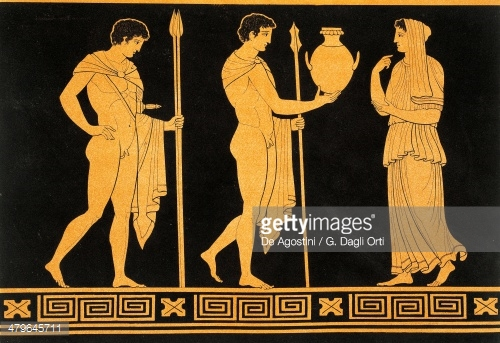 gettyimages®
De Agostini / G. Dagli Orti
479645711